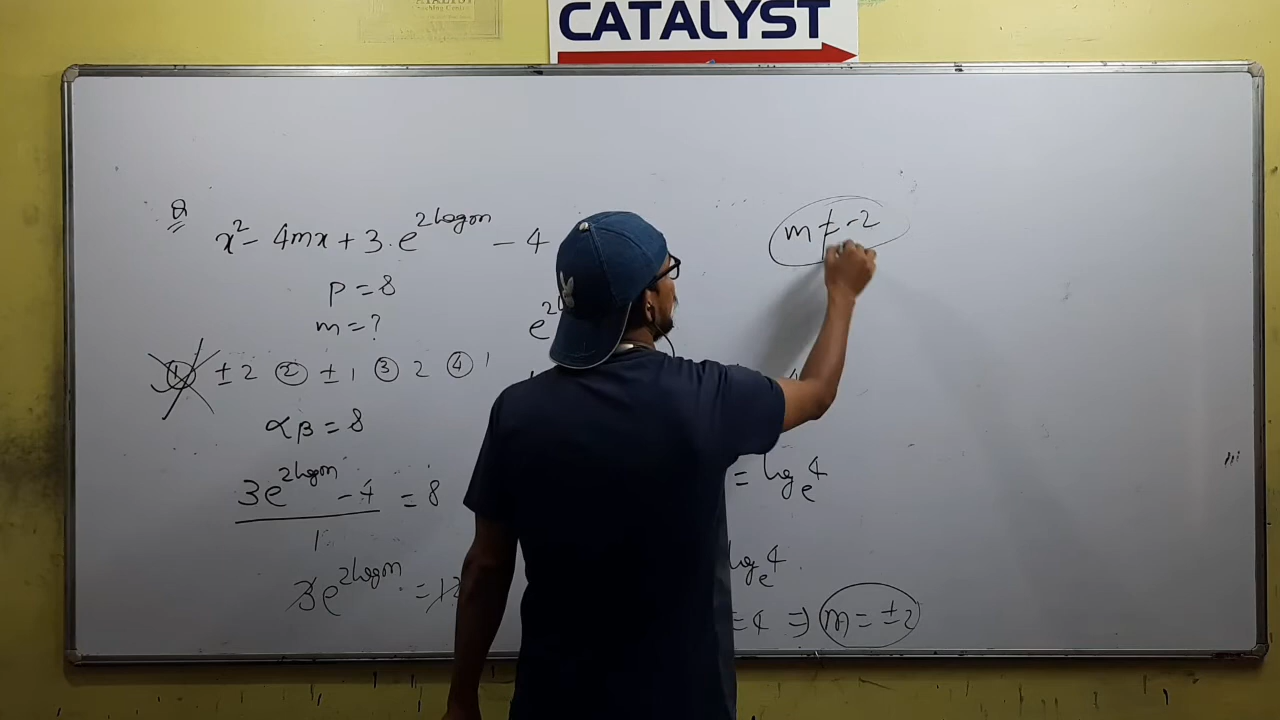 CATALYST
Q
x² - 4mx + 3.e^2logm - 4
P = 8
m = ?
① ± 2 ② ± 1 ③ 2 ④ 1
αβ = 8
3e^2logm - 4 = 8
1
3e^2logm = 12
m ≠ -2
e^2
= log_e 4
log_e 4
= 4 ⇒ m = ±2